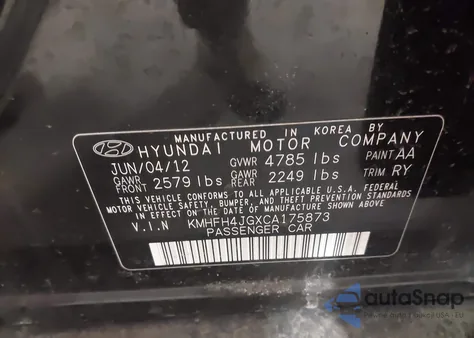 MANUFACTURED IN KOREA BY
HYUNDAI MOTOR COMPANY
JUN/04/12 GVWR 4785 lbs PAINT AA
GAWR FRONT 2579 lbs GAWR REAR 2249 lbs TRIM RY
THIS VEHICLE CONFORMS TO ALL APPLICABLE U.S.A. FEDERAL
MOTOR VEHICLE SAFETY, BUMPER, AND THEFT PREVENTION STANDARDS
IN EFFECT ON THE DATE OF MANUFACTURE SHOWN ABOVE.
V.I.N KMHFH4JGXCA175873
PASSENGER CAR
autoSnap